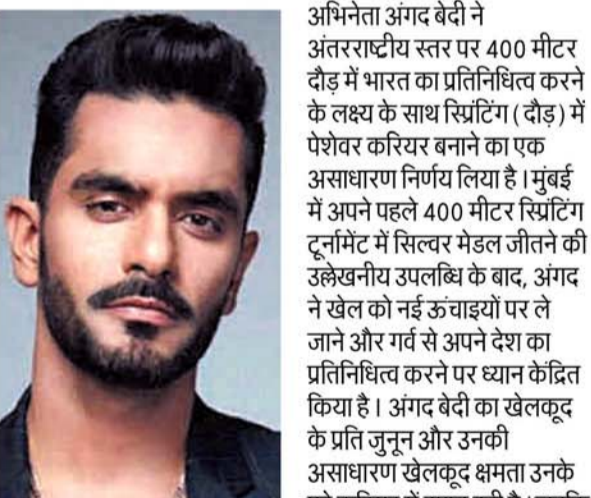 अभिनेता अंगद बेदी ने
अंतरराष्टीय स्तर पर 400 मीटर
दौड़ में भारत का प्रतिनिधित्व करने
के लक्ष्य के साथ स्प्रिंटिंग ( दौड़ ) में
पेशेवर करियर बनाने का एक
असाधारण निर्णय लिया है । मुंबई
में अपने पहले 400 मीटर स्प्रिंटिंग
टूर्नामेंट में सिल्वर मेडल जीतने की
उल्लेखनीय उपलब्धि के बाद, अंगद
ने खेल को नई ऊंचाइयों पर ले
जाने और गर्व से अपने देश का
प्रतिनिधित्व करने पर ध्यान केंद्रित
किया है । अंगद बेदी का खेलकूद
के प्रति जुनून और उनकी
असाधारण खेलकूद क्षमता उनके